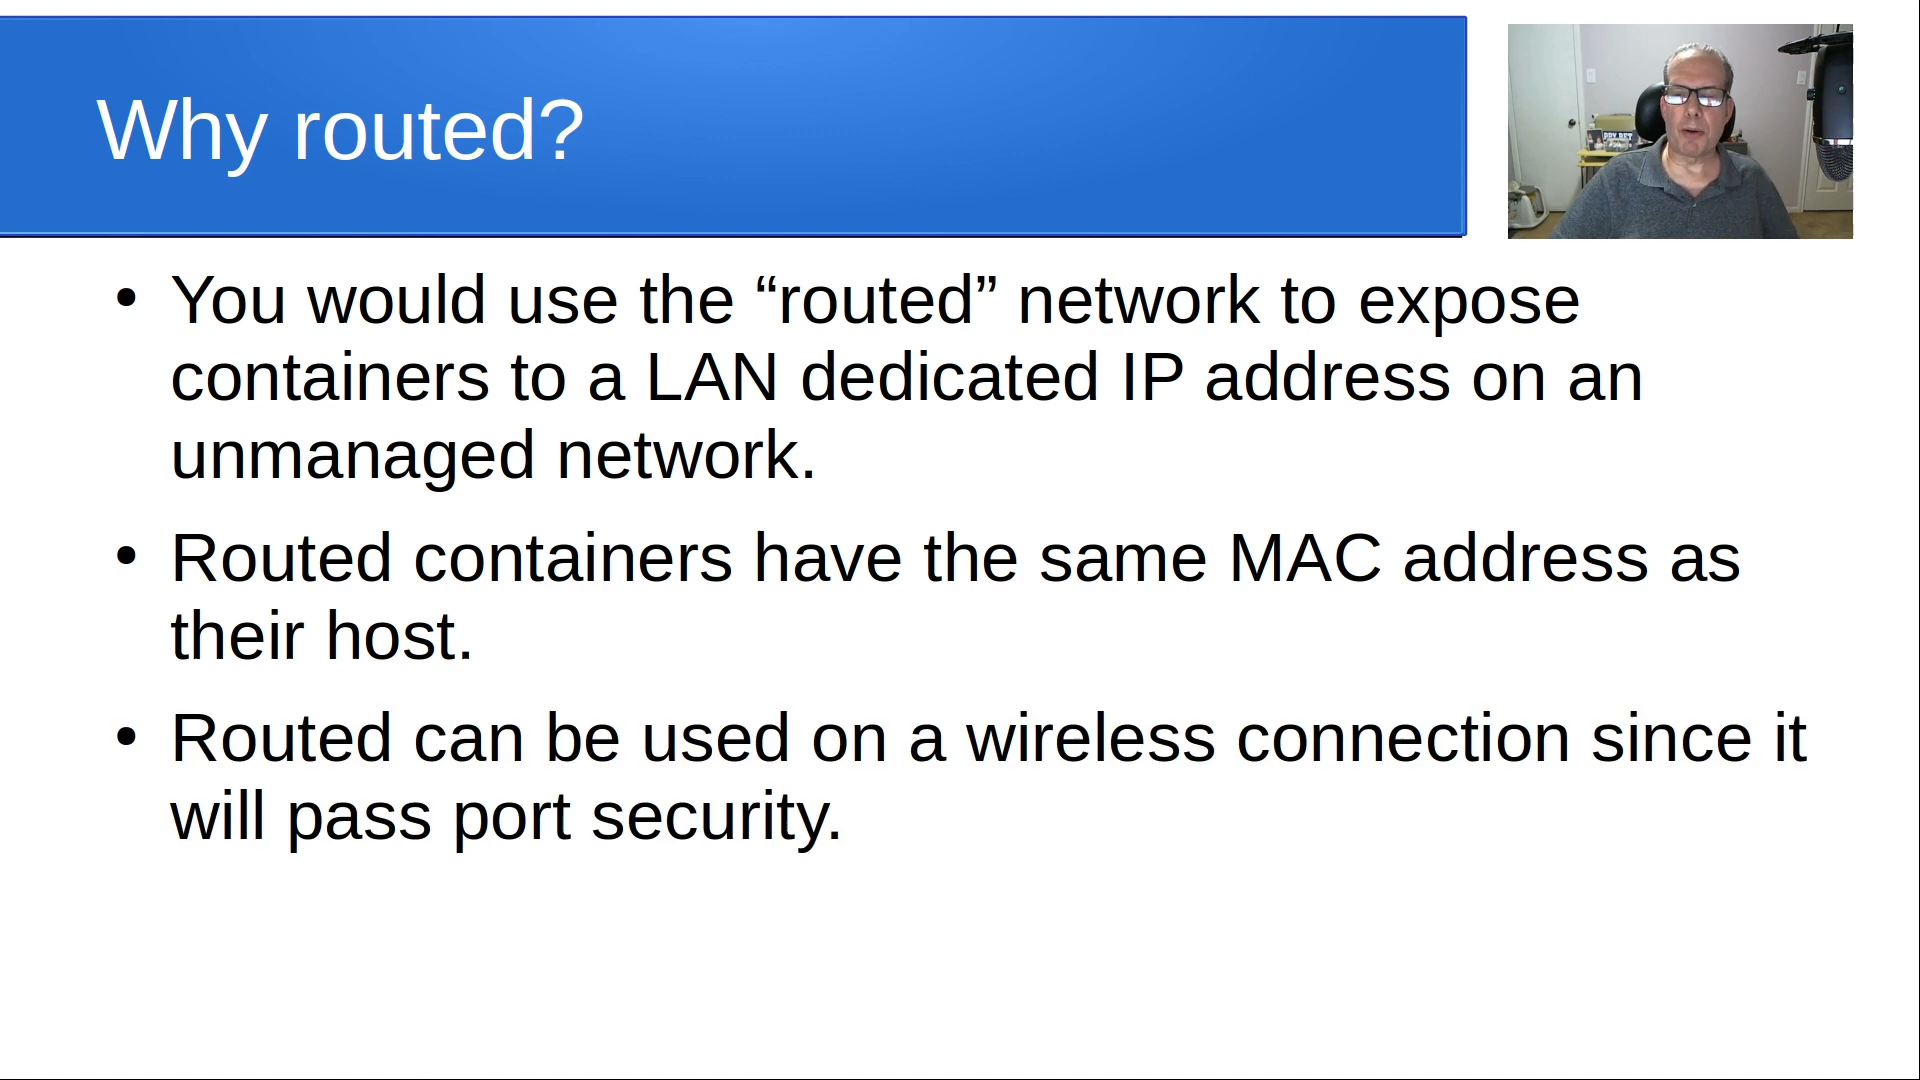 Why routed?
• You would use the “routed” network to expose
containers to a LAN dedicated IP address on an
unmanaged network.
• Routed containers have the same MAC address as
their host.
• Routed can be used on a wireless connection since it
will pass port security.